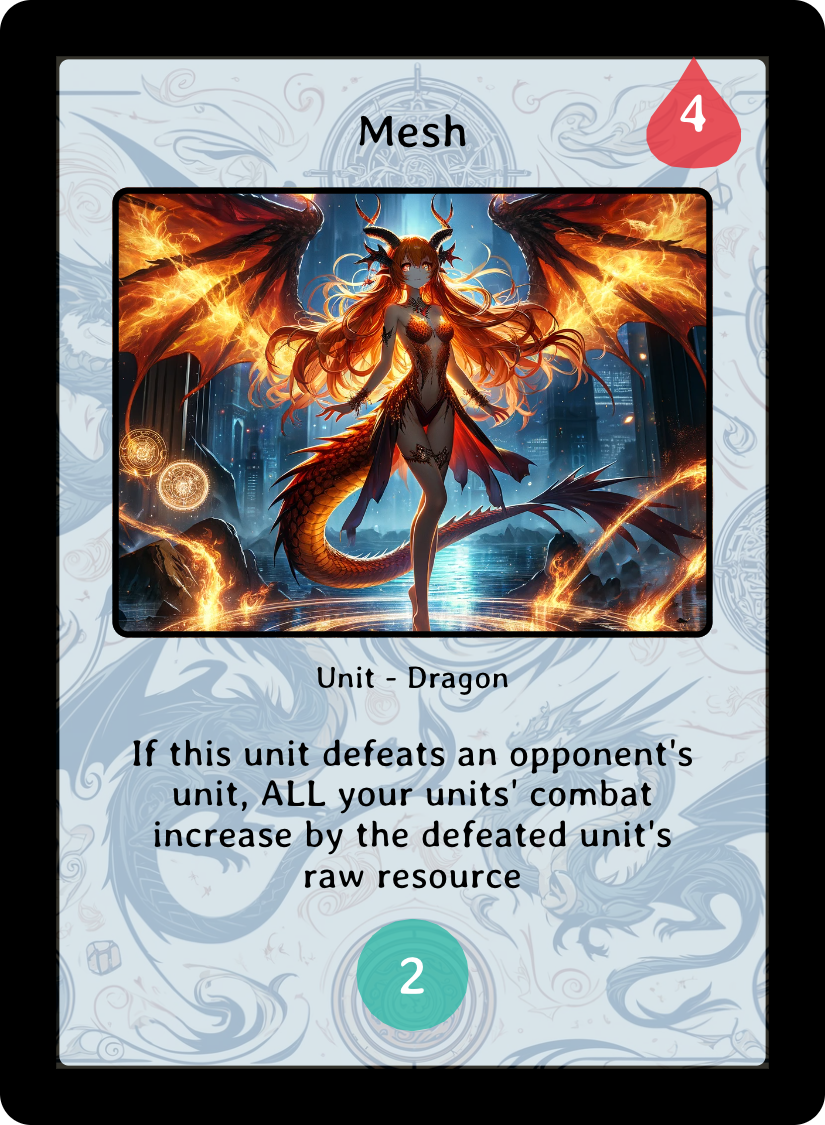 Mesh
4
Unit - Dragon
If this unit defeats an opponent's
unit, ALL your units' combat
increase by the defeated unit's
raw resource
2